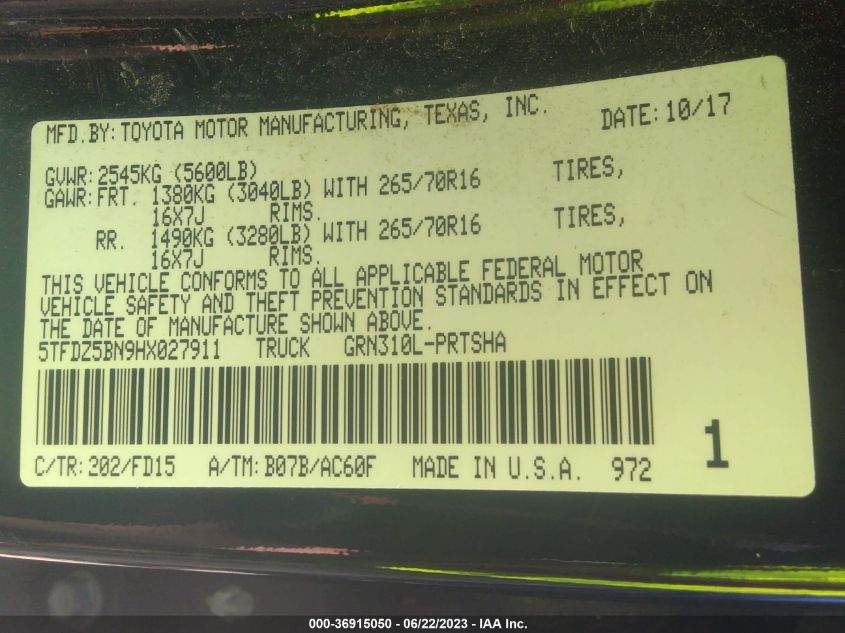 MFD.BY: TOYOTA MOTOR MANUFACTURING, TEXAS, INC. DATE: 10/17
GVWR: 2545KG (5600LB)
GAWR: FRT. 1380KG (3040LB) WITH 265/70R16 TIRES,
16X7J RIMS.
RR. 1490KG (3280LB) WITH 265/70R16 TIRES,
16X7J RIMS.
THIS VEHICLE CONFORMS TO ALL APPLICABLE FEDERAL MOTOR
VEHICLE SAFETY AND THEFT PREVENTION STANDARDS IN EFFECT ON
THE DATE OF MANUFACTURE SHOWN ABOVE.
5TFDZ5BN9HX027911 TRUCK GRN310L-PRTSHA
1
C/TR: 202/FD15 A/TM: B07B/AC60F MADE IN U.S.A. 972
000-36915050 - 06/22/2023 - IAA Inc.